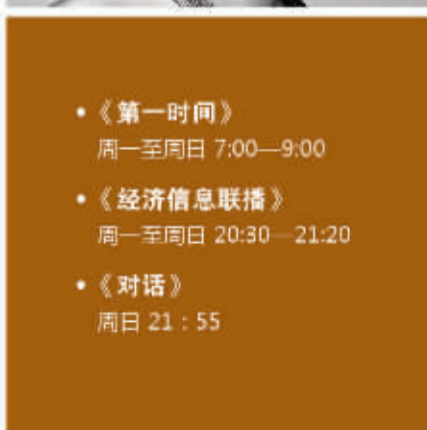 • 《第一时间》
周一至周日 7:00—9:00
• 《经济信息联播》
周一至周日 20:30—21:20
• 《对话》
周日 21：55